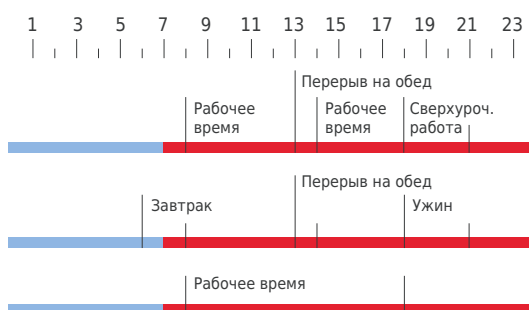 1 3 5 7 9 11 13 15 17 19 21 23
Перерыв на обед
Рабочее Рабочее Сверхуроч.
время время работа
Перерыв на обед
Завтрак Ужин
Рабочее время